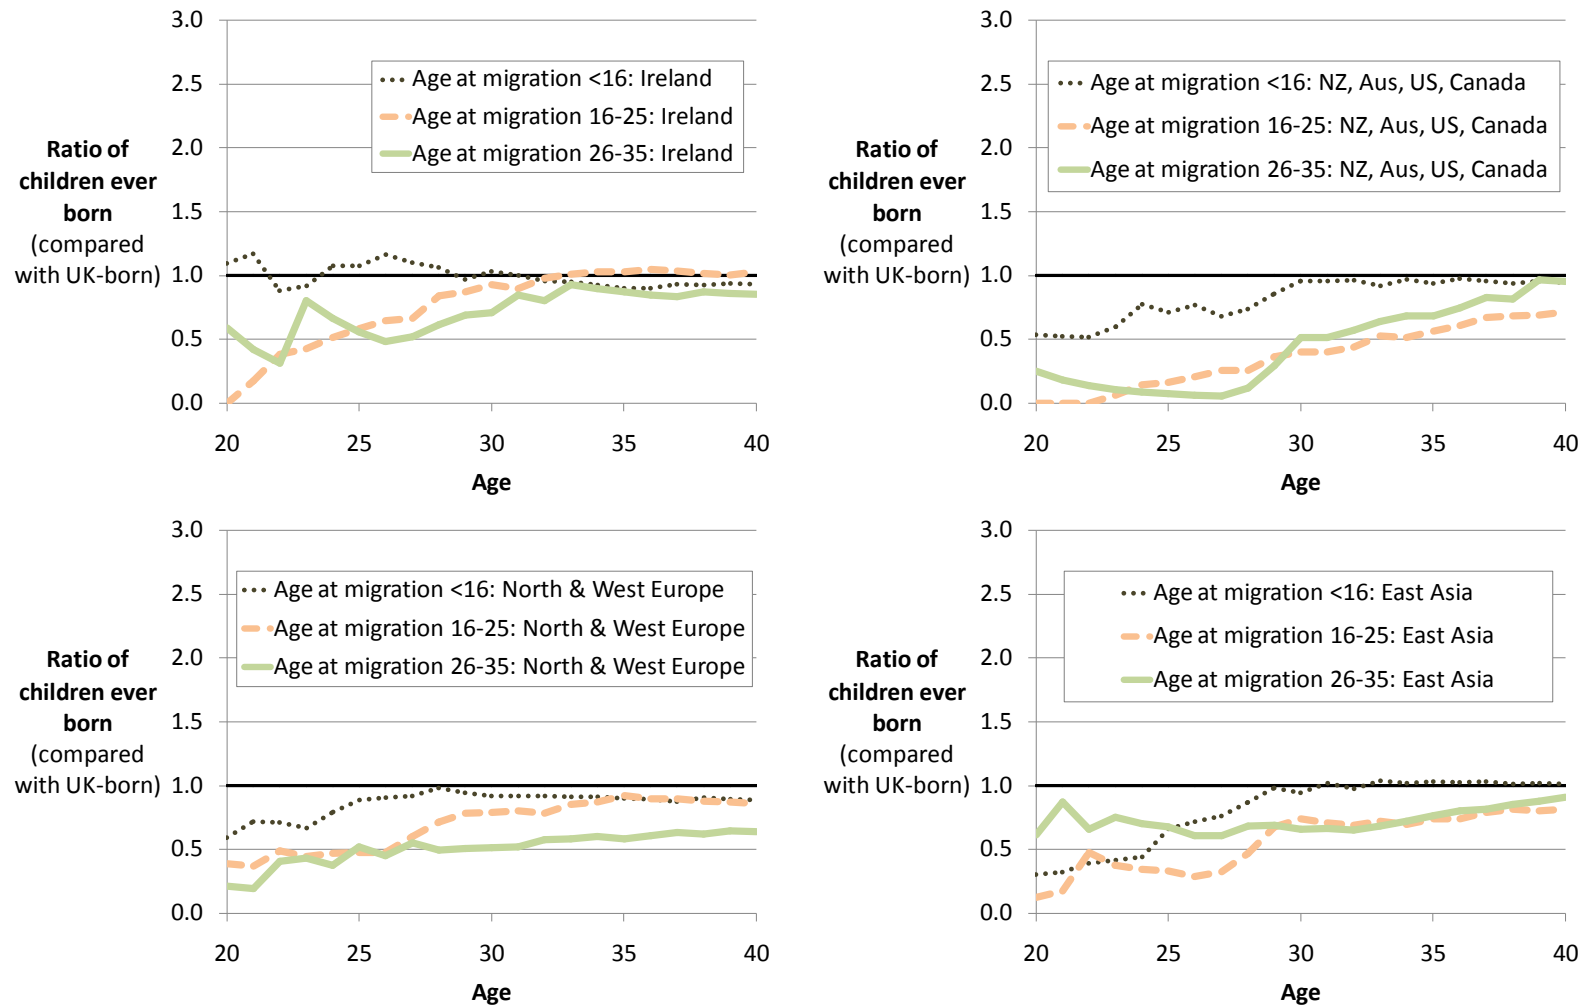 3.0
2.5
2.0
1.5
1.0
0.5
0.0
Ratio of
children ever
born
(compared
with UK-born)
Age at migration <16: Ireland
Age at migration 16-25: Ireland
Age at migration 26-35: Ireland
20 25 30 35 40
Age
3.0
2.5
2.0
1.5
1.0
0.5
0.0
Ratio of
children ever
born
(compared
with UK-born)
Age at migration <16: NZ, Aus, US, Canada
Age at migration 16-25: NZ, Aus, US, Canada
Age at migration 26-35: NZ, Aus, US, Canada
20 25 30 35 40
Age
3.0
2.5
2.0
1.5
1.0
0.5
0.0
Ratio of
children ever
born
(compared
with UK-born)
Age at migration <16: North & West Europe
Age at migration 16-25: North & West Europe
Age at migration 26-35: North & West Europe
20 25 30 35 40
Age
3.0
2.5
2.0
1.5
1.0
0.5
0.0
Ratio of
children ever
born
(compared
with UK-born)
Age at migration <16: East Asia
Age at migration 16-25: East Asia
Age at migration 26-35: East Asia
20 25 30 35 40
Age